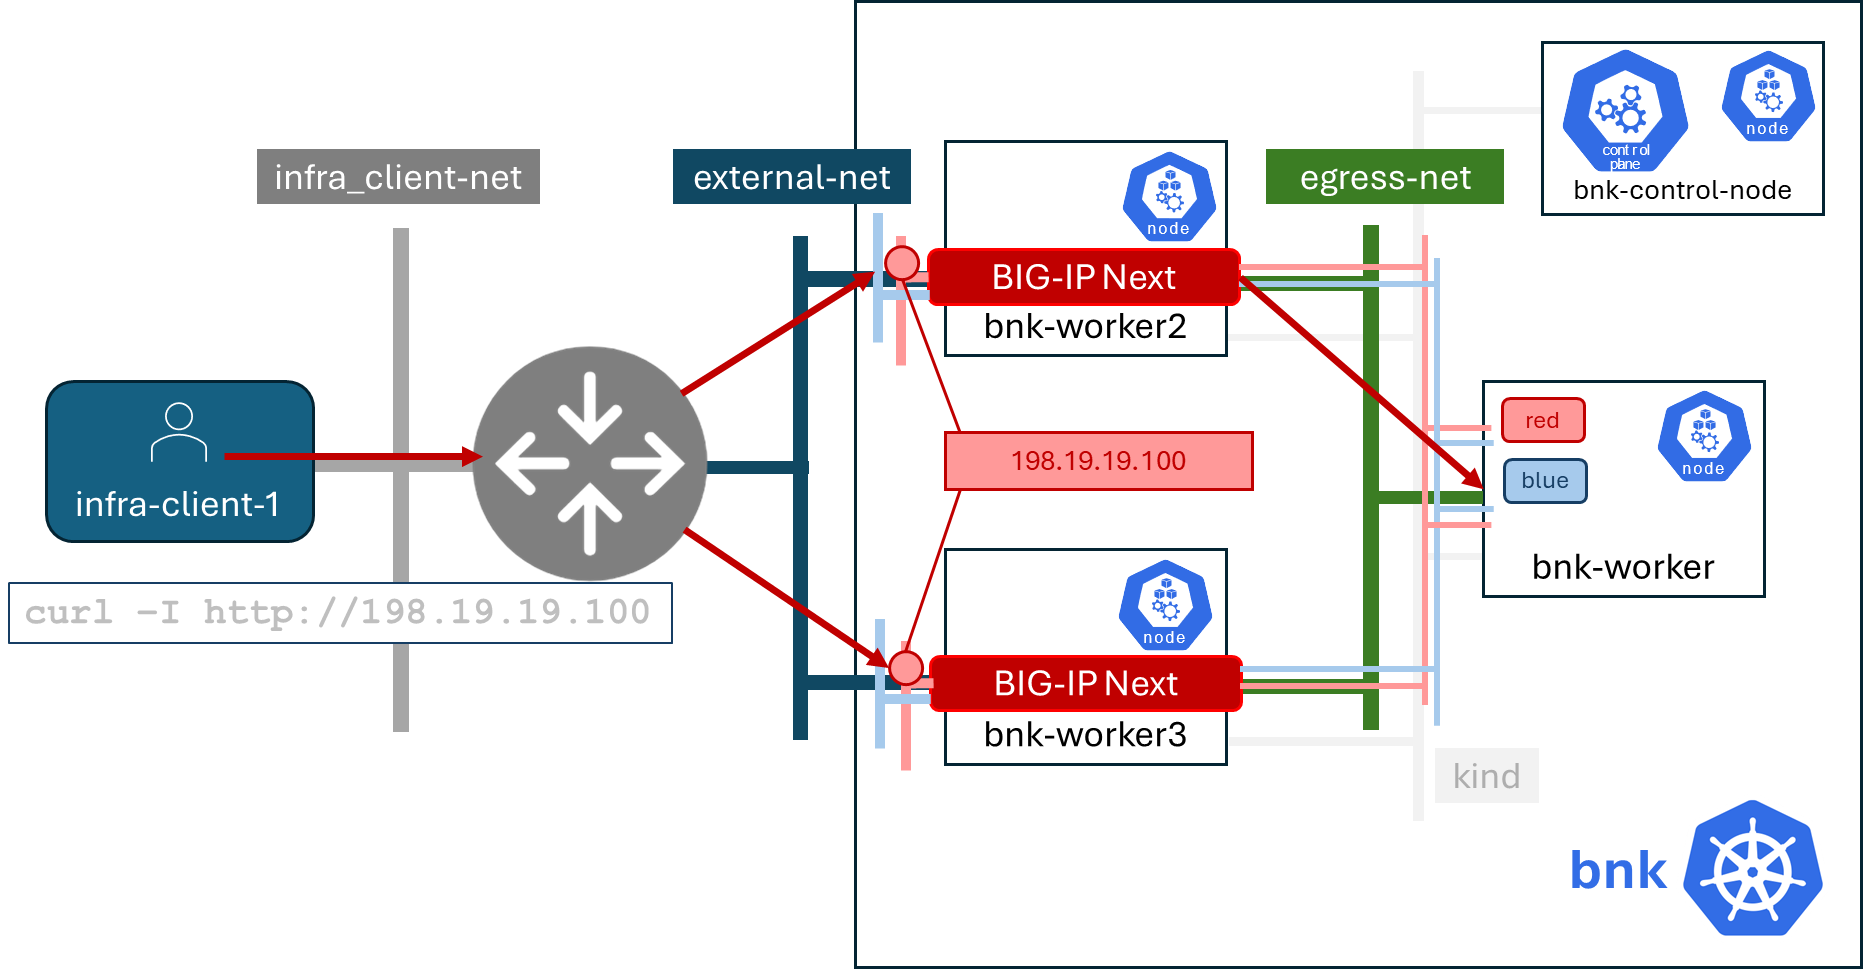 infra_client-net
external-net
egress-net
control
plane
node
bnk-control-node
node
BIG-IP Next
bnk-worker2
infra-client-1
curl –I http://198.19.19.100
198.19.19.100
red
blue
node
bnk-worker
node
BIG-IP Next
bnk-worker3
kind
bnk